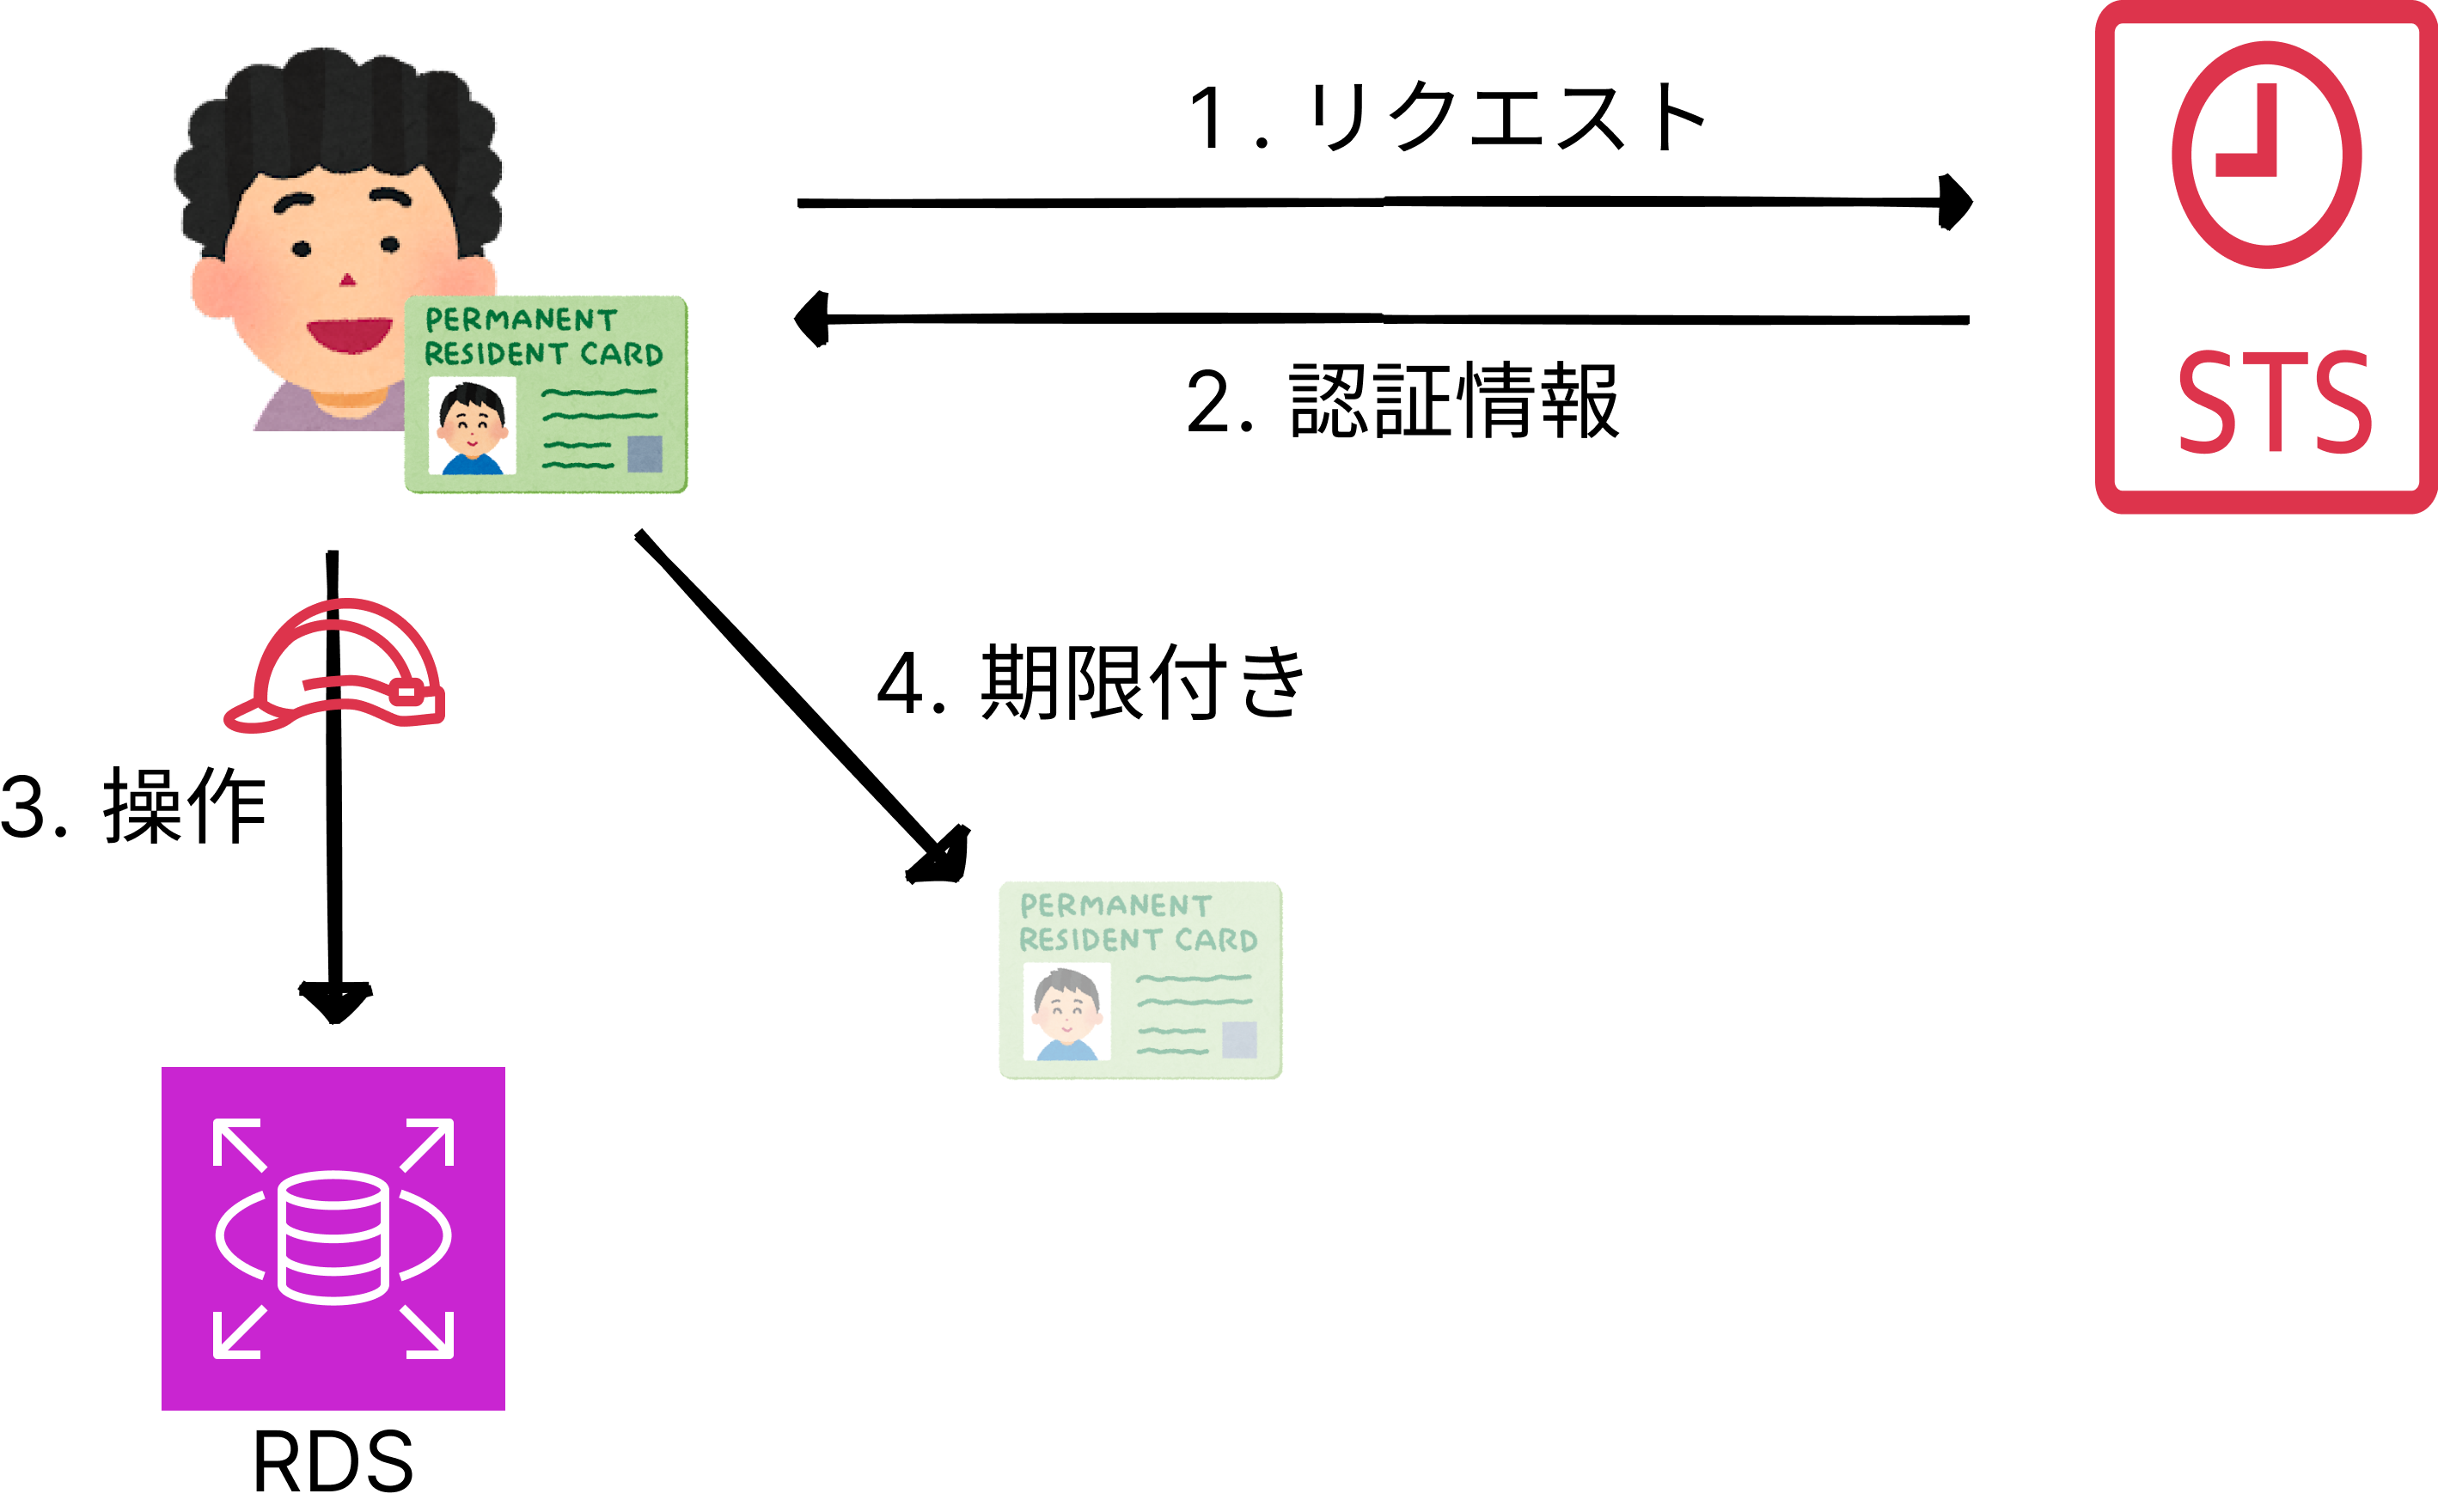 1. リクエスト
STS
PERMANENT
RESIDENT CARD
2. 認証情報
4. 期限付き
3. 操作
PERMANENT
RESIDENT CARD
RDS